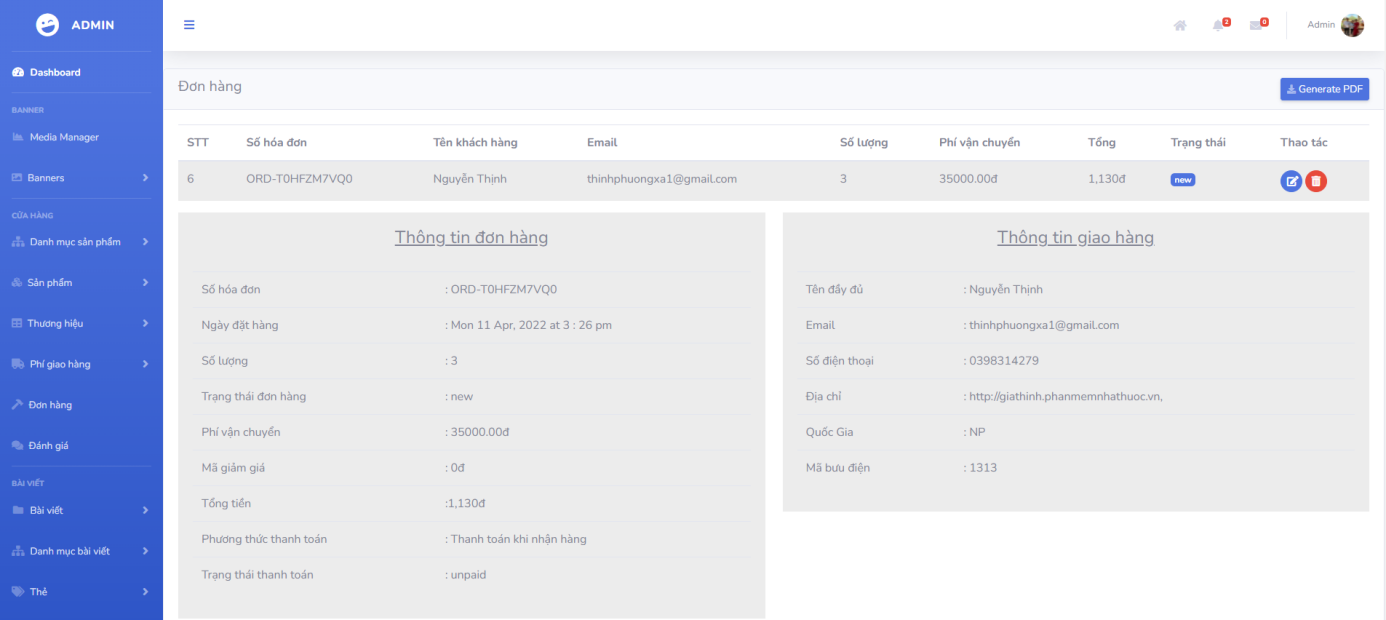 ADMIN
2
0
Admin
Dashboard
BANNER
Media Manager
Banners
CỬA HÀNG
Danh mục sản phẩm
Sản phẩm
Thương hiệu
Phí giao hàng
Đơn hàng
Đánh giá
BÀI VIẾT
Bài viết
Danh mục bài viết
Thẻ
Đơn hàng
Generate PDF
STT Số hóa đơn Tên khách hàng Email Số lượng Phí vận chuyển Tổng Trạng thái Thao tác
6 ORD-T0HFZM7VQ0 Nguyễn Thịnh thinhphuongxa1@gmail.com 3 35000.00đ 1,130đ new
Thông tin đơn hàng
Số hóa đơn : ORD-T0HFZM7VQ0
Ngày đặt hàng : Mon 11 Apr, 2022 at 3 : 26 pm
Số lượng : 3
Trạng thái đơn hàng : new
Phí vận chuyển : 35000.00đ
Mã giảm giá : 0đ
Tổng tiền :1,130đ
Phương thức thanh toán : Thanh toán khi nhận hàng
Trạng thái thanh toán : unpaid
Thông tin giao hàng
Tên đầy đủ : Nguyễn Thịnh
Email : thinhphuongxa1@gmail.com
Số điện thoại : 0398314279
Địa chỉ : http://giathinh.phanmemnhathuoc.vn,
Quốc Gia : NP
Mã bưu điện : 1313